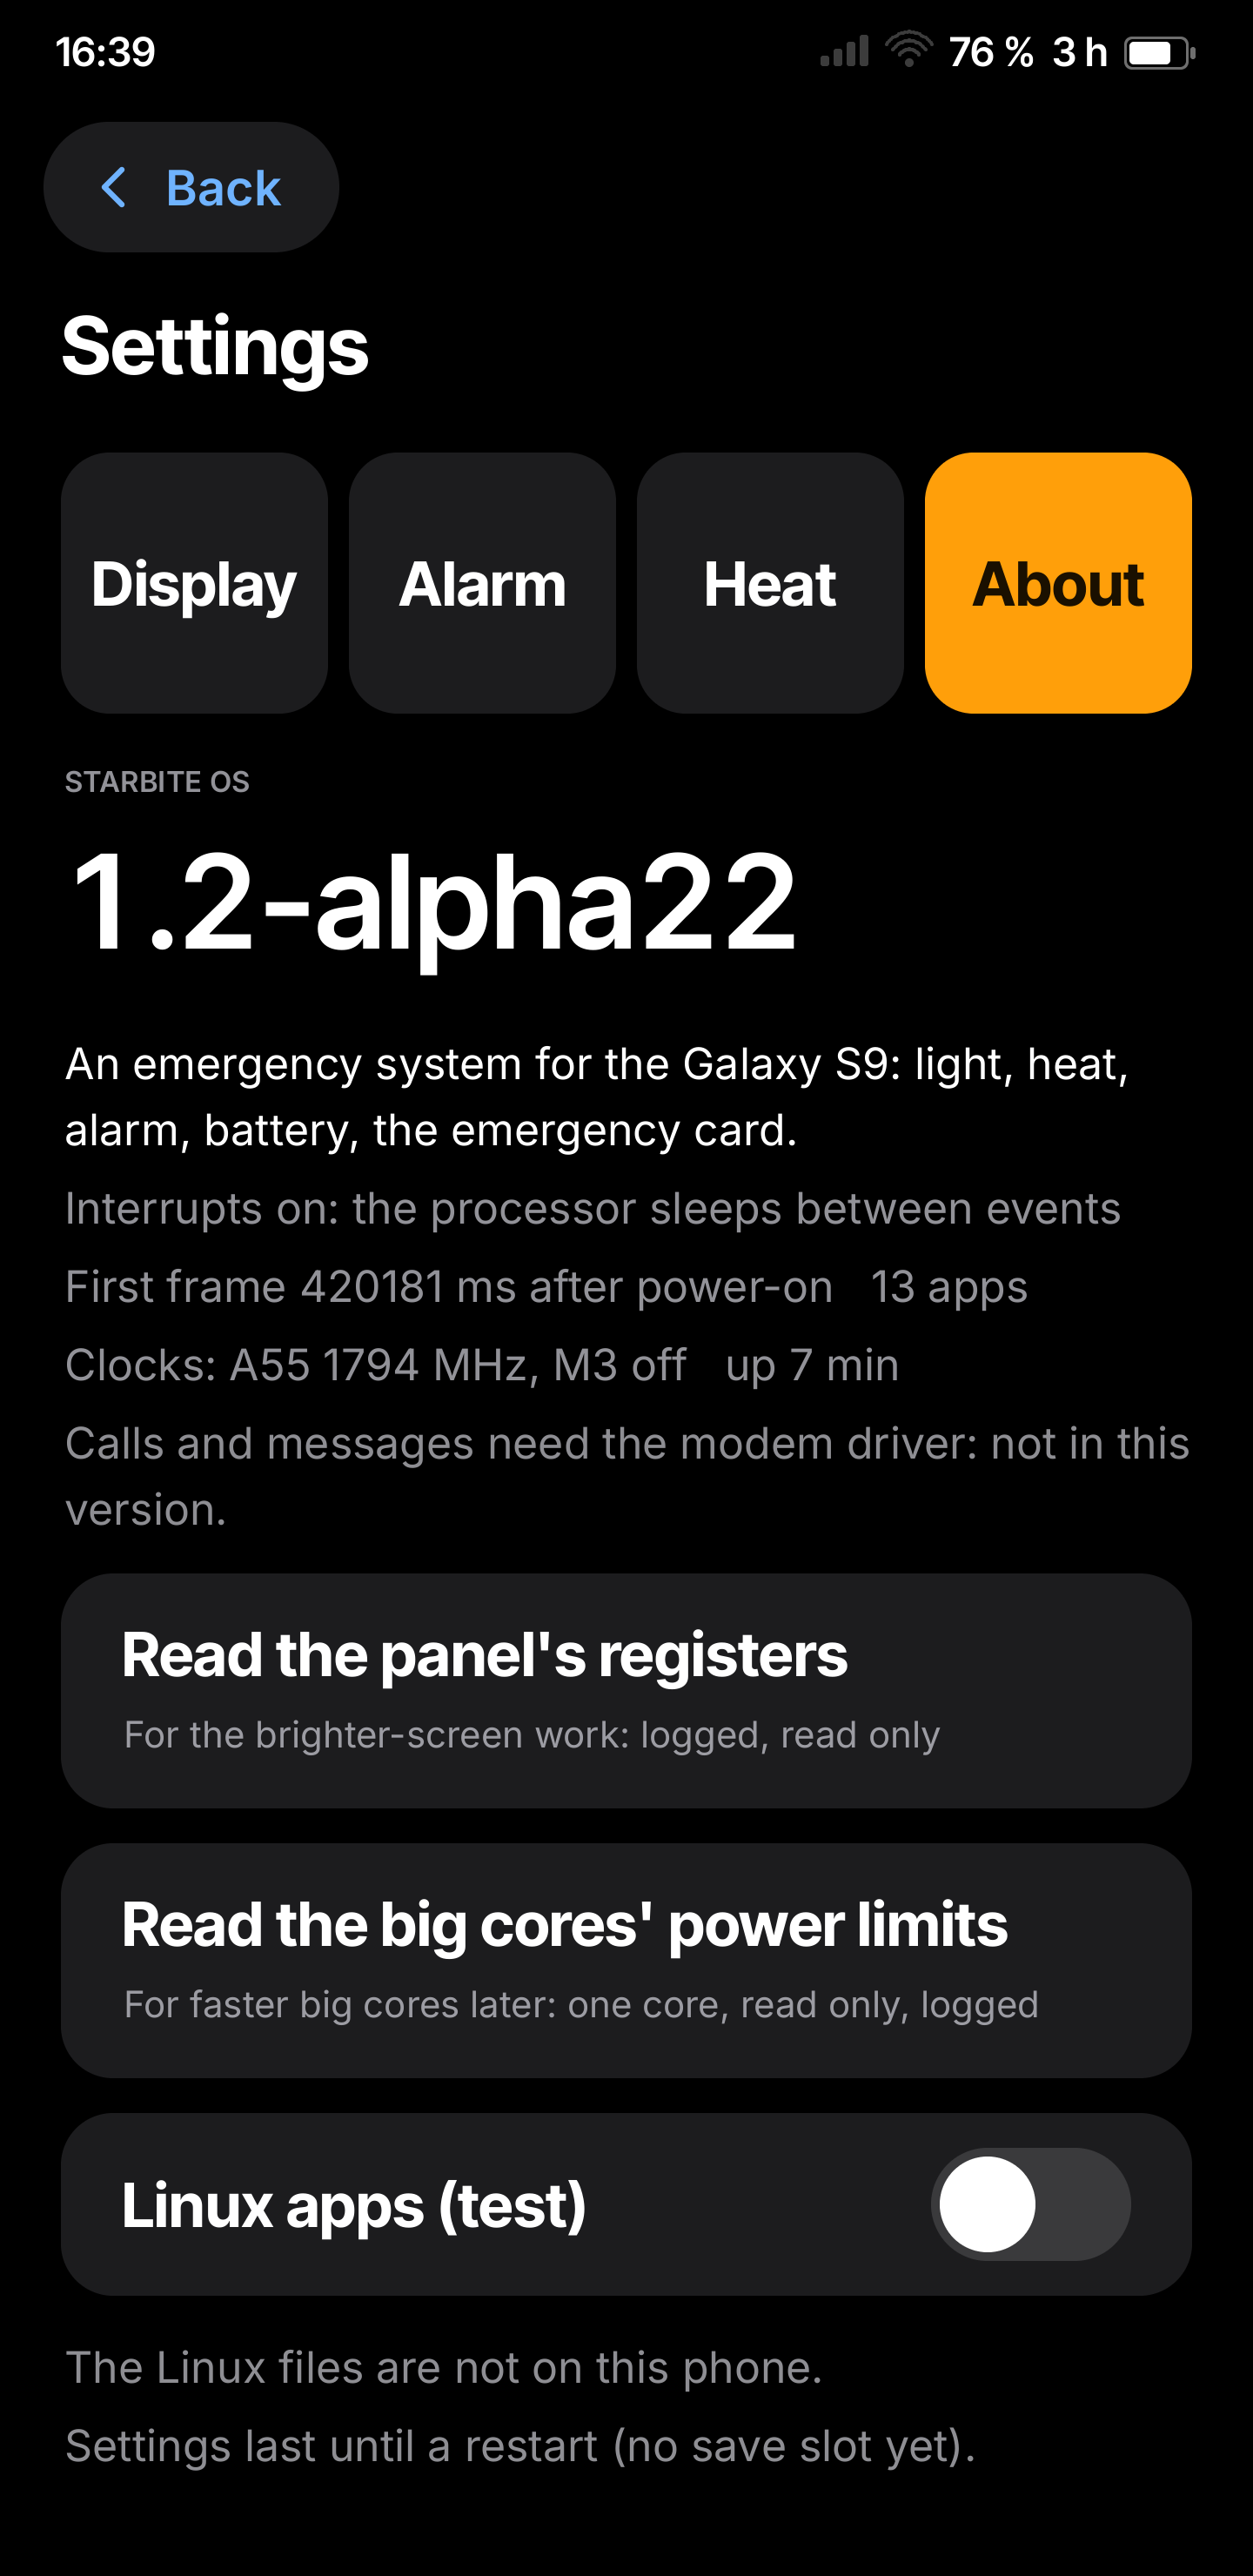 16:39
76 % 3 h
Back
Settings
Display
Alarm
Heat
About
STARBITE OS
1.2-alpha22
An emergency system for the Galaxy S9: light, heat,
alarm, battery, the emergency card.
Interrupts on: the processor sleeps between events
First frame 420181 ms after power-on 13 apps
Clocks: A55 1794 MHz, M3 off up 7 min
Calls and messages need the modem driver: not in this
version.
Read the panel's registers
For the brighter-screen work: logged, read only
Read the big cores' power limits
For faster big cores later: one core, read only, logged
Linux apps (test)
The Linux files are not on this phone.
Settings last until a restart (no save slot yet).